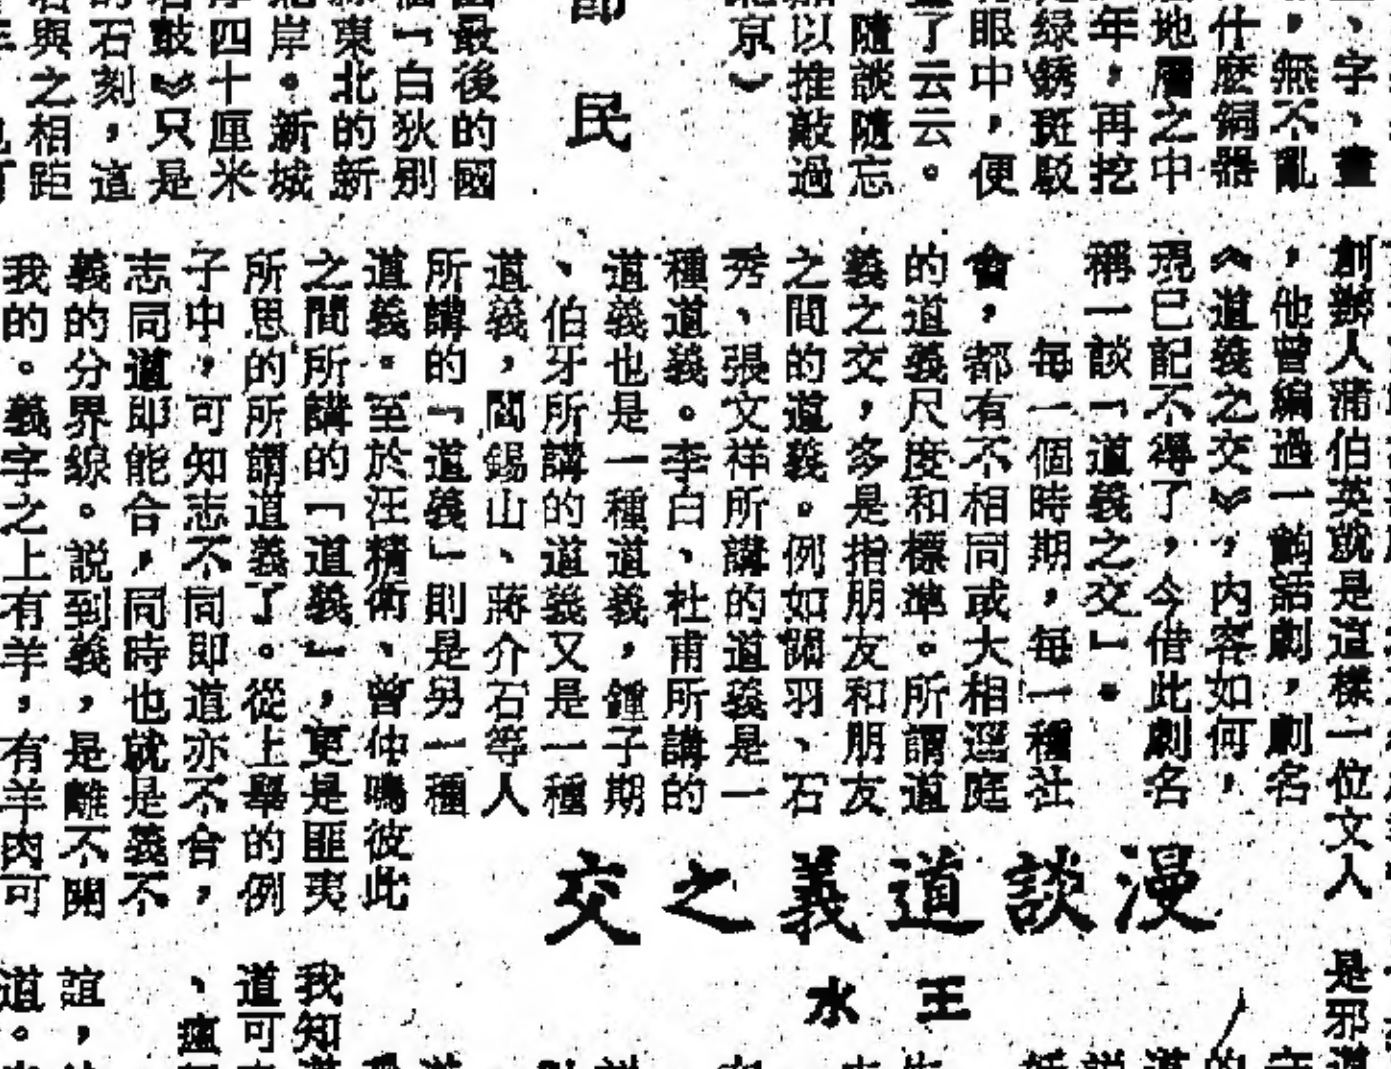 、字、畫
，無不亂
什麽銅器
地層之中
年，再挖
綠銹斑駁
眼中，便
了云云。
隨談隨忘
以推敲過
京》
民
最後的國
「白狄別
東北的新
岸。新城
四十厘米
鼓》只是
石刻，這
與之相距
漫談道義之交
王水
創辦人蒲伯英就是這樣一位文人
，他曾編過一齣話劇，劇名
《道義之交》，內容如何，
現已記不得了，今借此劇名
稱一談「道義之交」。
每一個時期，每一種社
會，都有不相同或大相逕庭
的道義尺度和標準。所謂道
義之交，多是指朋友和朋友
之間的道義。例如關羽、石
秀、張文祥所講的道義是一
種道義。李白、杜甫所講的
道義也是一種道義，鍾子期
、伯牙所講的道義又是一種
道義，閻錫山、蔣介石等人
所講的「道義」則是另一種
道義。至於汪精衛、曾仲鳴彼此
之間所講的「道義」，更是匪夷
所思的所謂道義了。從上舉的例
子中，可知志不同即道亦不合，
志同道即能合，同時也就是義不
義的分界線。説到義，是離不開
我的。義字之上有羊，有羊肉可
是邪
我知
道可
、瘟
誼，
道。